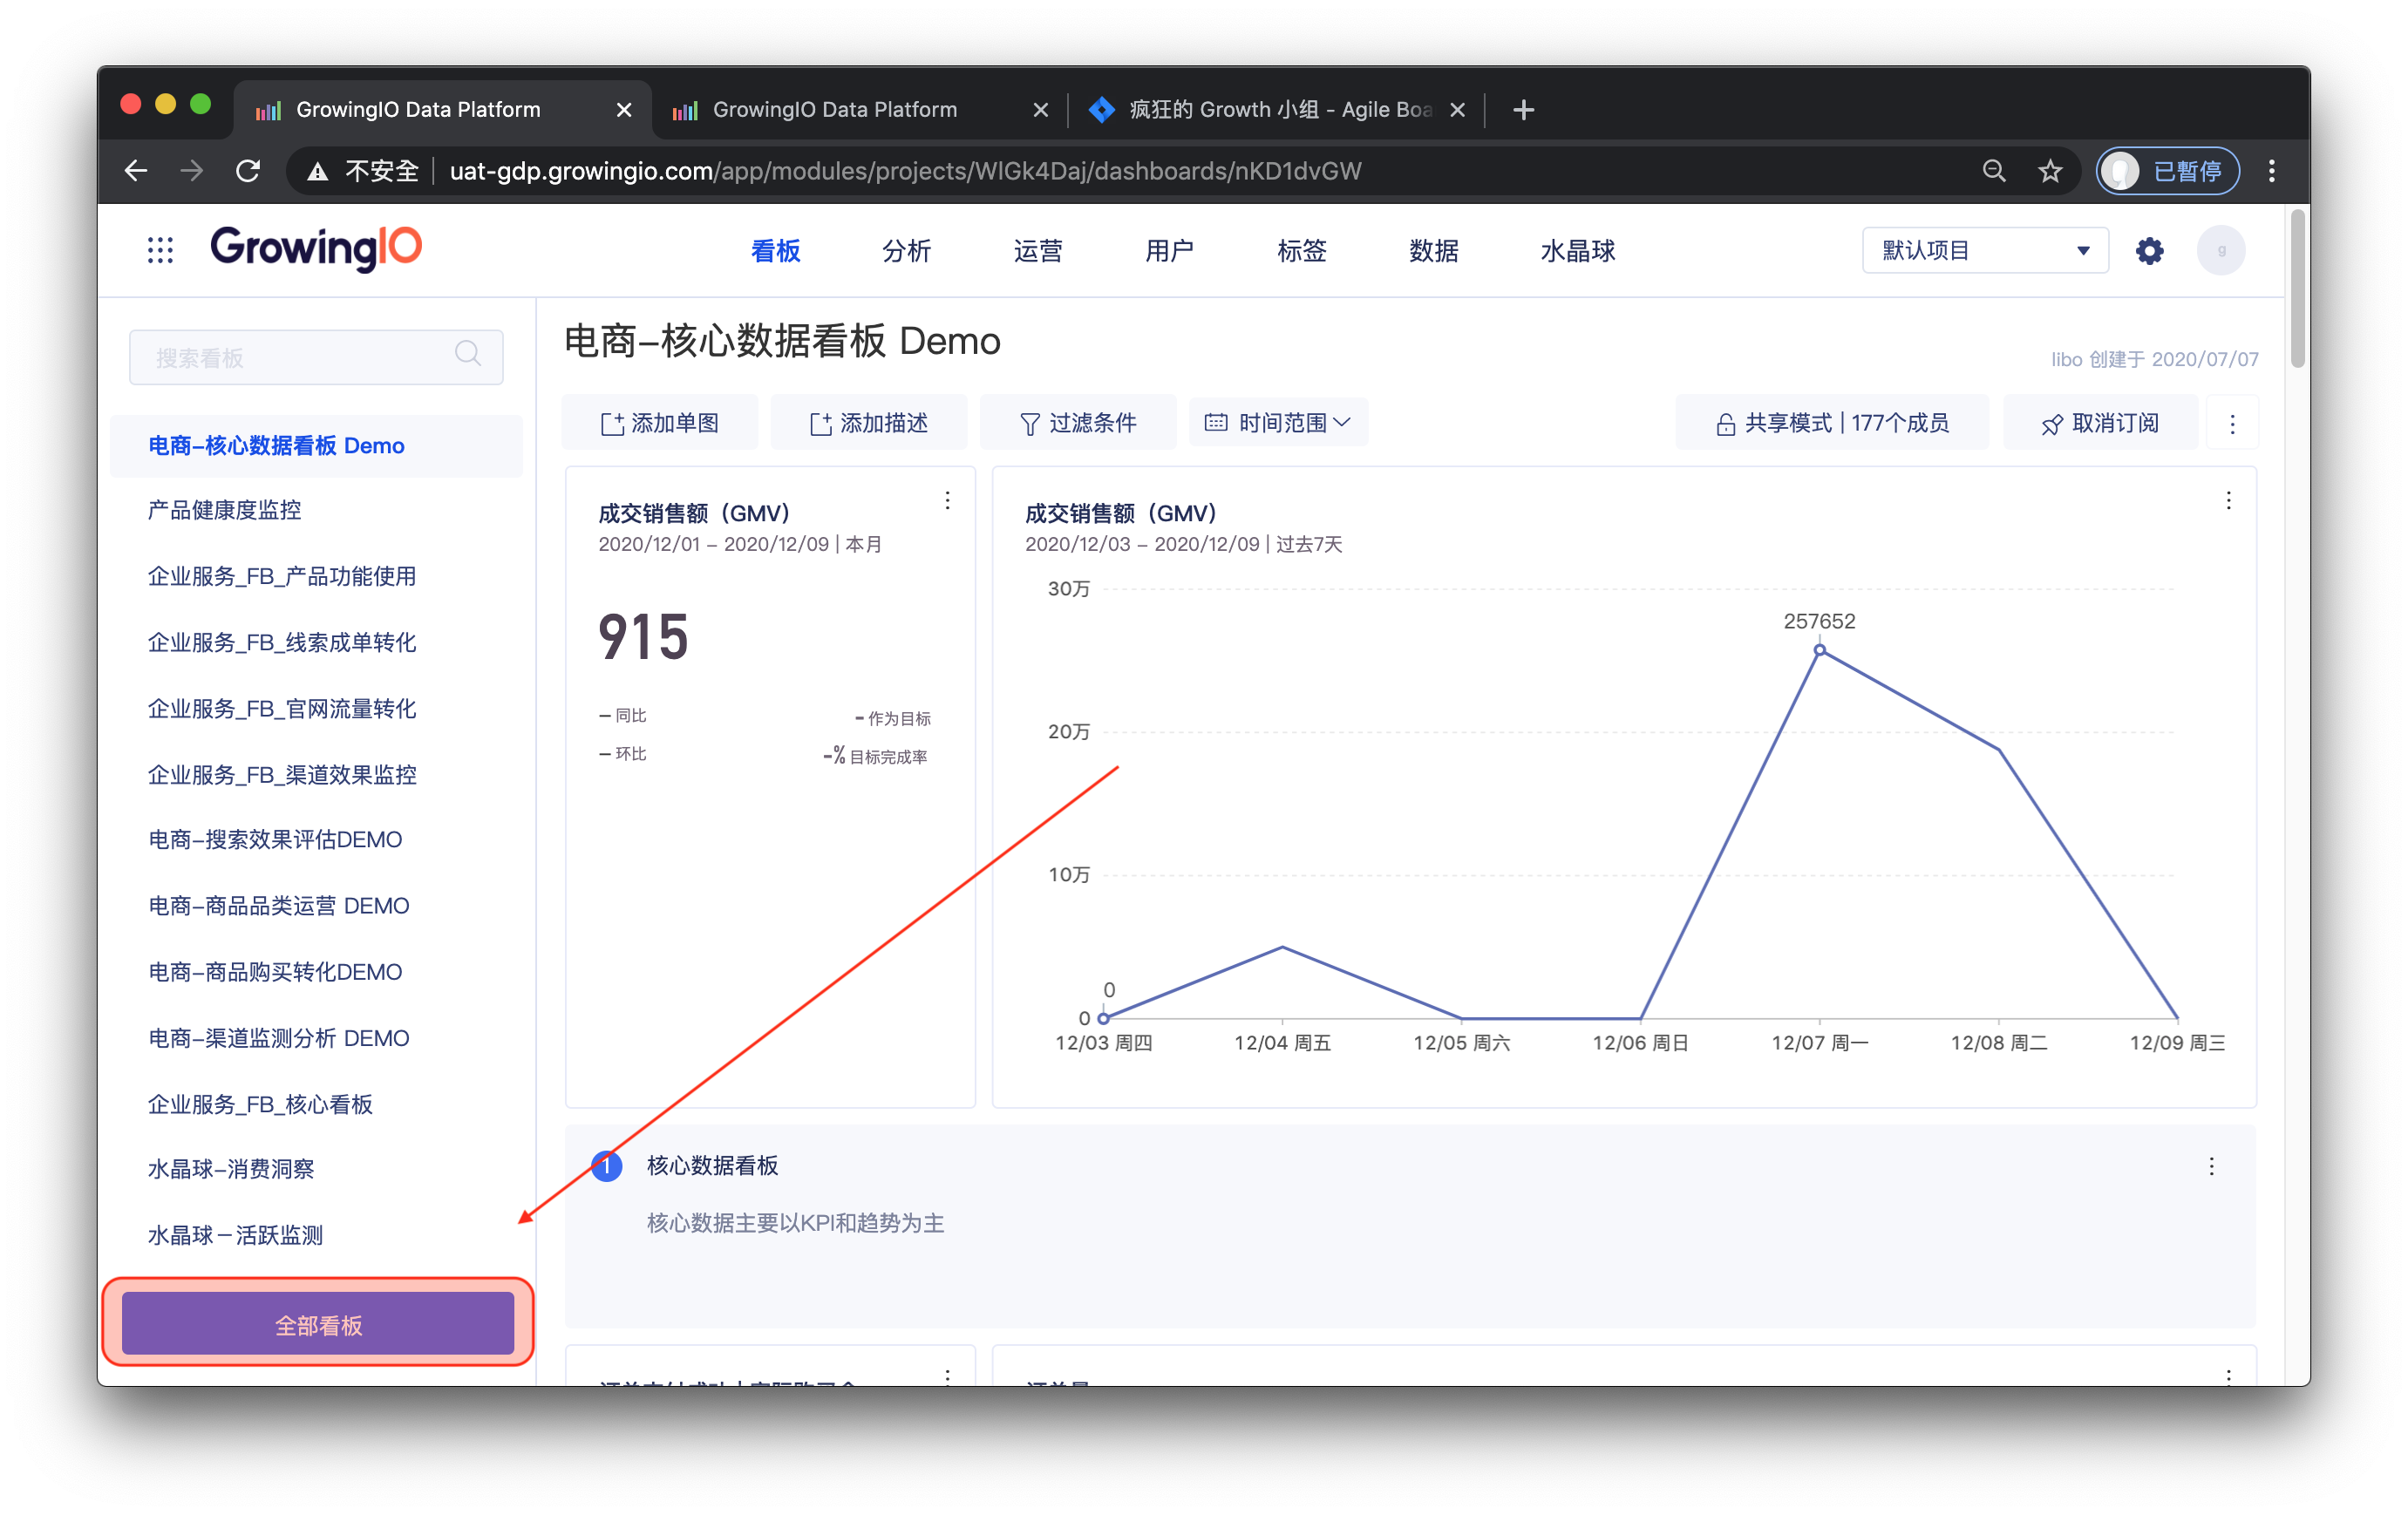 GrowingIO Data Platform
GrowingIO Data Platform
疯狂的 Growth 小组 - Agile Boa
不安全
uat-gdp.growingio.com/app/modules/projects/WlGk4Daj/dashboards/nKD1dvGW
已暂停
GrowingIO
看板
分析
运营
用户
标签
数据
水晶球
默认项目
g
搜索看板
电商–核心数据看板 Demo
产品健康度监控
企业服务_FB_产品功能使用
企业服务_FB_线索成单转化
企业服务_FB_官网流量转化
企业服务_FB_渠道效果监控
电商–搜索效果评估DEMO
电商–商品品类运营 DEMO
电商–商品购买转化DEMO
电商–渠道监测分析 DEMO
企业服务_FB_核心看板
水晶球–消费洞察
水晶球－活跃监测
全部看板
电商–核心数据看板 Demo
libo 创建于 2020/07/07
添加单图
添加描述
过滤条件
时间范围
共享模式 | 177个成员
取消订阅
成交销售额（GMV）
2020/12/01 – 2020/12/09 | 本月
915
– 同比
- 作为目标
– 环比
-% 目标完成率
成交销售额（GMV）
2020/12/03 – 2020/12/09 | 过去7天
30万
20万
10万
0
257652
0
12/03 周四
12/04 周五
12/05 周六
12/06 周日
12/07 周一
12/08 周二
12/09 周三
1
核心数据看板
核心数据主要以KPI和趋势为主